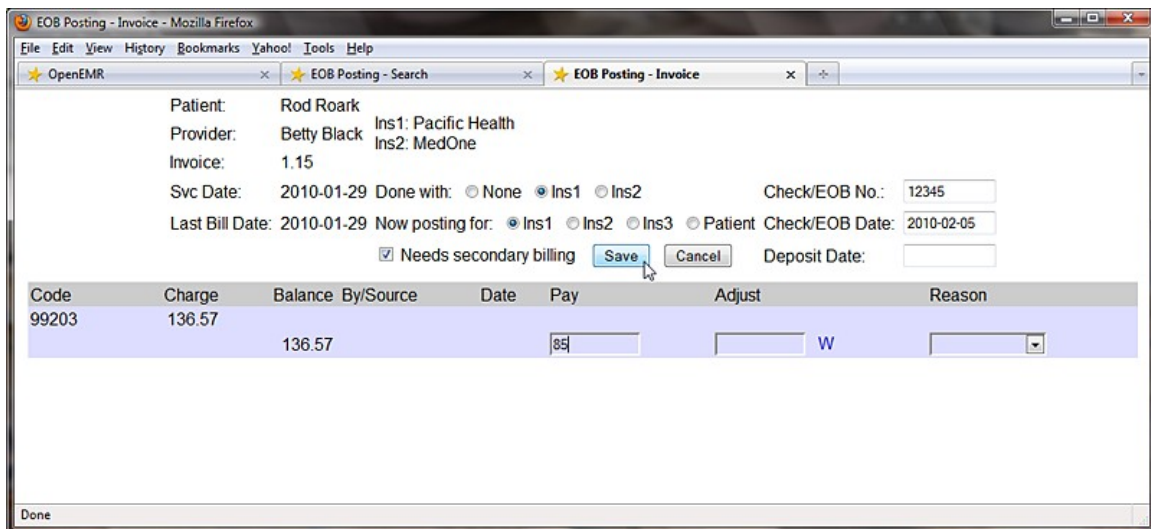 EOB Posting - Invoice - Mozilla Firefox
File Edit View History Bookmarks Yahoo! Tools Help
OpenEMR EOB Posting - Search EOB Posting - Invoice
Patient: Rod Roark
Ins1: Pacific Health
Provider: Betty Black
Ins2: MedOne
Invoice: 1.15
Svc Date: 2010-01-29 Done with: None Ins1 Ins2 Check/EOB No.: 12345
Last Bill Date: 2010-01-29 Now posting for: Ins1 Ins2 Ins3 Patient Check/EOB Date: 2010-02-05
Needs secondary billing Save Cancel Deposit Date:
Code Charge Balance By/Source Date Pay Adjust Reason
99203 136.57
136.57 85 W
Done